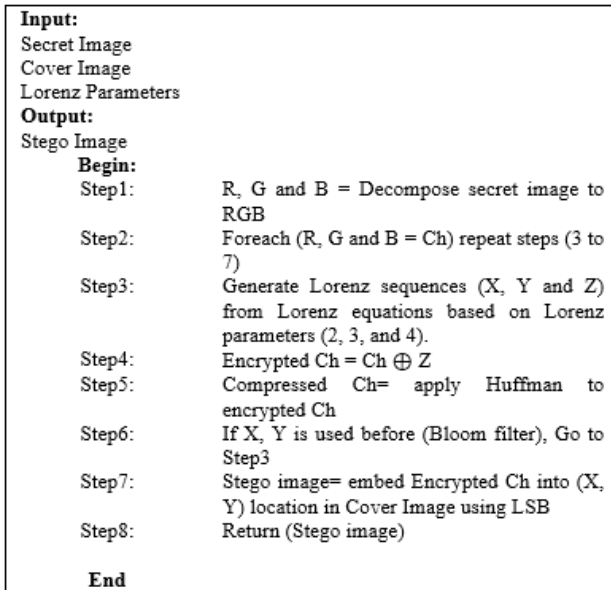 Input:
Secret Image
Cover Image
Lorenz Parameters
Output:
Stego Image
Begin:
Step1: R, G and B = Decompose secret image to
RGB
Step2: Foreach (R, G and B = Ch) repeat steps (3 to
7)
Step3: Generate Lorenz sequences (X, Y and Z)
from Lorenz equations based on Lorenz
parameters (2, 3, and 4).
Step4: Encrypted Ch = Ch ⊕ Z
Step5: Compressed Ch= apply Huffman to
encrypted Ch
Step6: If X, Y is used before (Bloom filter), Go to
Step3
Step7: Stego image= embed Encrypted Ch into (X,
Y) location in Cover Image using LSB
Step8: Return (Stego image)
End